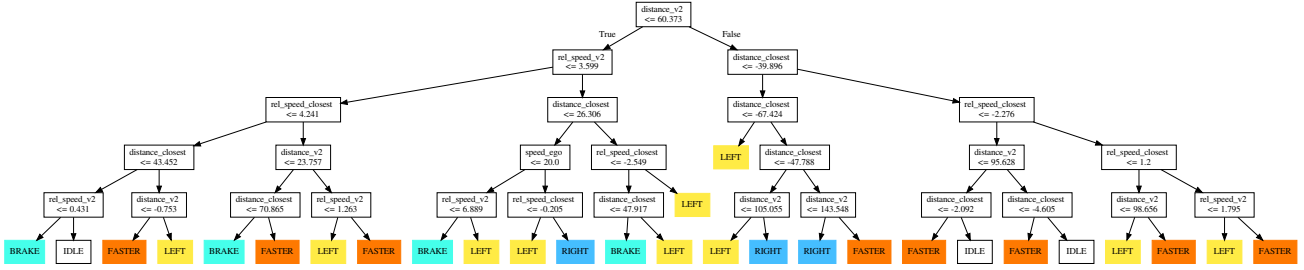 distance_v2
<= 60.373
True
False
rel_speed_v2
<= 3.599
distance_closest
<= -39.896
rel_speed_closest
<= 4.241
distance_closest
<= 26.306
distance_closest
<= -67.424
rel_speed_closest
<= -2.276
distance_closest
<= 43.452
distance_v2
<= 23.757
speed_ego
<= 20.0
rel_speed_closest
<= -2.549
LEFT
distance_closest
<= -47.788
distance_v2
<= 95.628
rel_speed_closest
<= 1.2
rel_speed_v2
<= 0.431
distance_v2
<= -0.753
distance_closest
<= 70.865
rel_speed_v2
<= 1.263
rel_speed_v2
<= 6.889
rel_speed_closest
<= -0.205
distance_closest
<= 47.917
LEFT
distance_v2
<= 105.055
distance_v2
<= 143.548
distance_closest
<= -2.092
distance_closest
<= -4.605
distance_v2
<= 98.656
rel_speed_v2
<= 1.795
BRAKE
IDLE
FASTER
LEFT
BRAKE
FASTER
LEFT
FASTER
BRAKE
LEFT
LEFT
RIGHT
BRAKE
LEFT
LEFT
RIGHT
RIGHT
FASTER
FASTER
IDLE
FASTER
IDLE
LEFT
FASTER
LEFT
FASTER